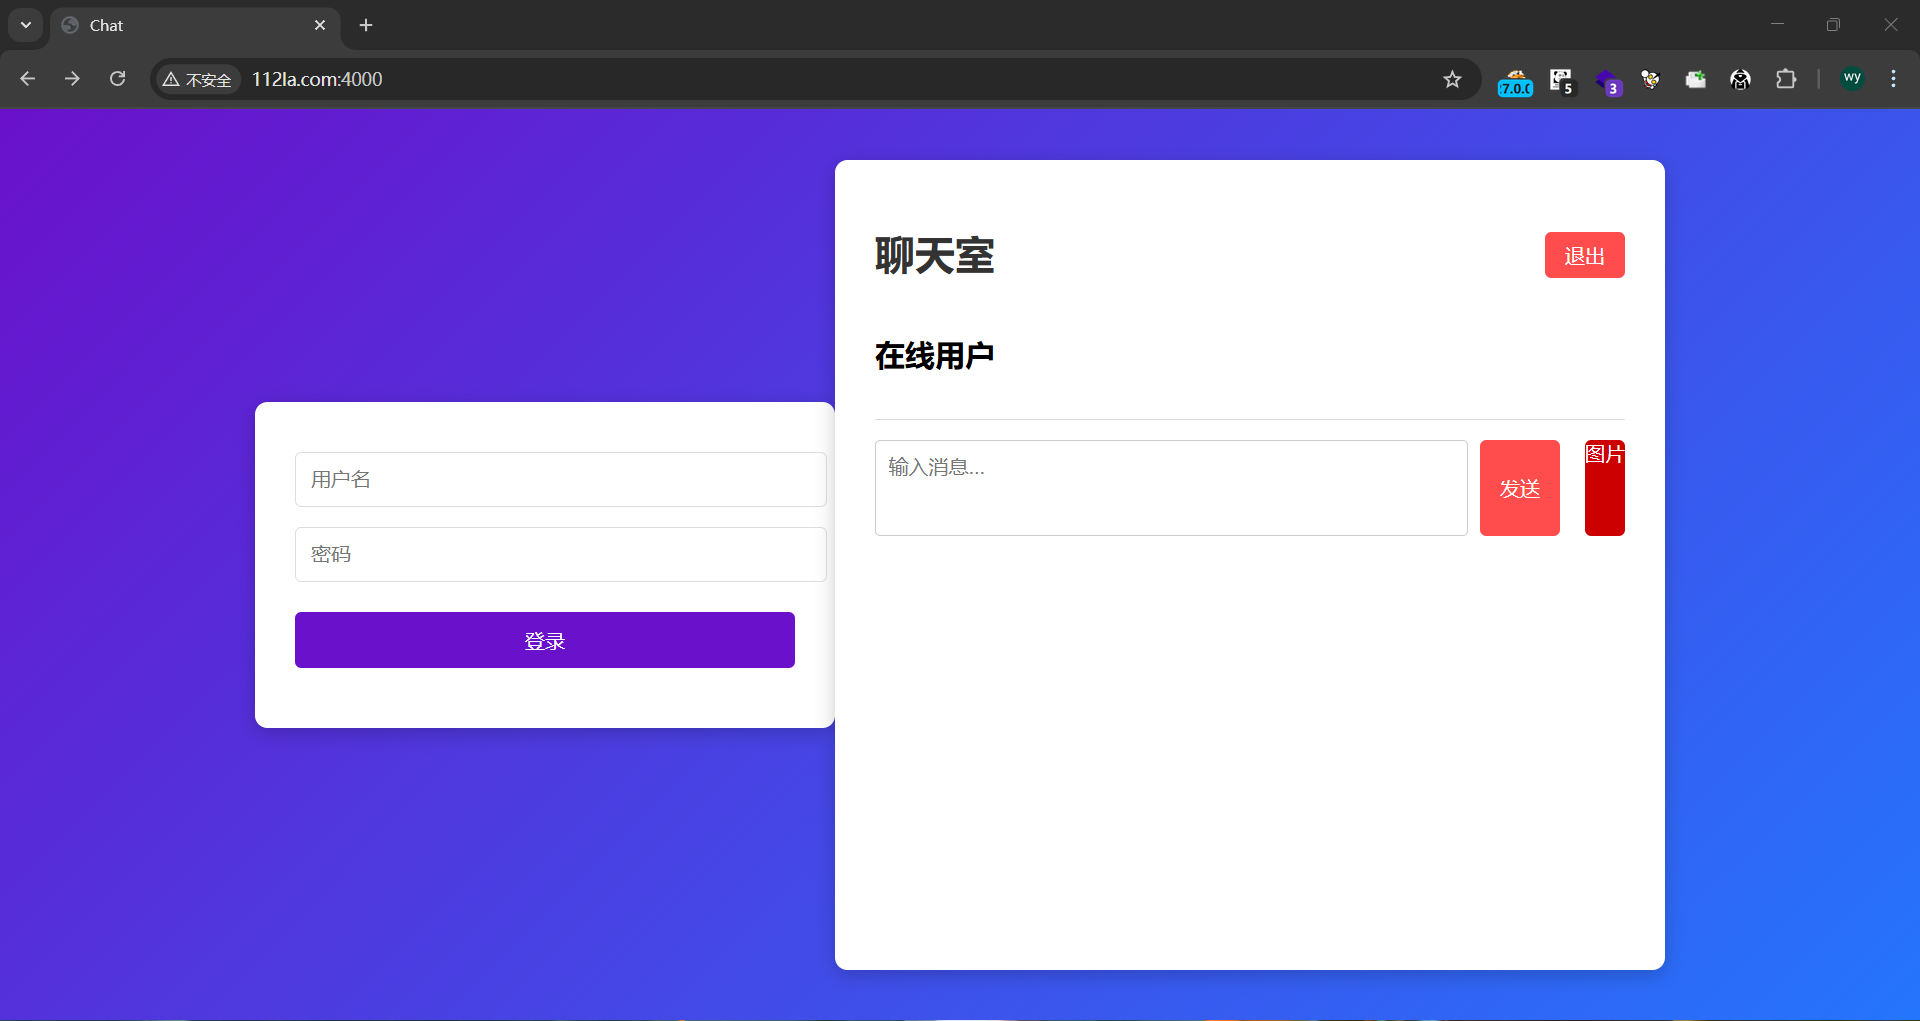 Chat
不安全
112la.com:4000
7.0.0
5
3
wy
聊天室
退出
在线用户
输入消息...
发送
图片
用户名
密码
登录